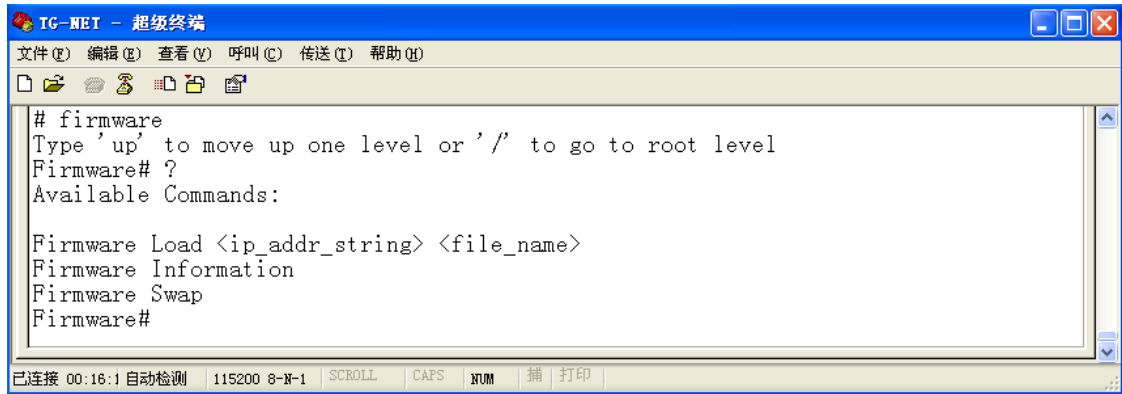 TG-NET - 超级终端
文件(F) 编辑(E) 查看(V) 呼叫(C) 传送(T) 帮助(H)
# firmware
Type 'up' to move up one level or '/' to go to root level
Firmware# ?
Available Commands:
Firmware Load <ip_addr_string> <file_name>
Firmware Information
Firmware Swap
Firmware#
已连接 00:16:1 自动检测 115200 8-N-1 SCROLL CAPS NUM 捕 打印